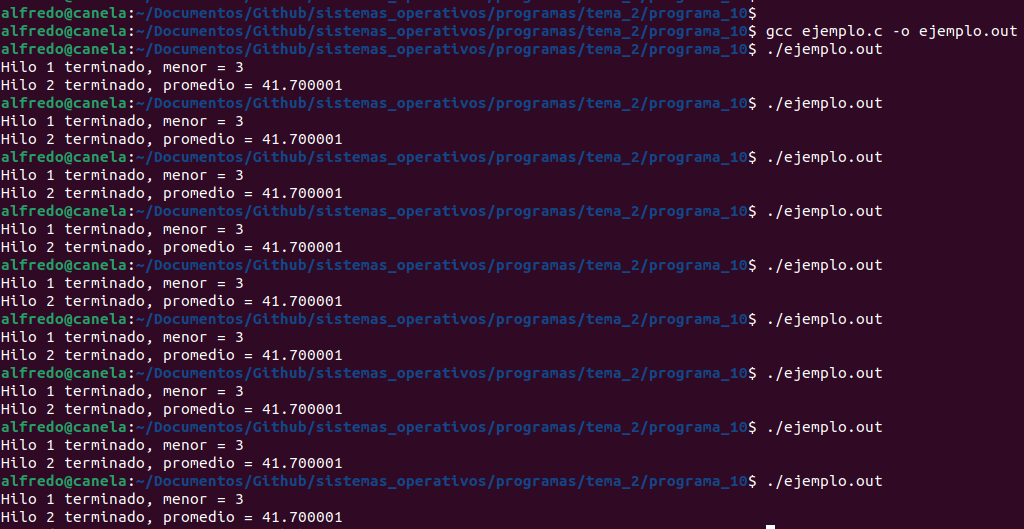 alfredo@canela:~/Documentos/Github/sistemas_operativos/programas/tema_2/programa_10$
alfredo@canela:~/Documentos/Github/sistemas_operativos/programas/tema_2/programa_10$ gcc ejemplo.c -o ejemplo.out
alfredo@canela:~/Documentos/Github/sistemas_operativos/programas/tema_2/programa_10$ ./ejemplo.out
Hilo 1 terminado, menor = 3
Hilo 2 terminado, promedio = 41.700001
alfredo@canela:~/Documentos/Github/sistemas_operativos/programas/tema_2/programa_10$ ./ejemplo.out
Hilo 1 terminado, menor = 3
Hilo 2 terminado, promedio = 41.700001
alfredo@canela:~/Documentos/Github/sistemas_operativos/programas/tema_2/programa_10$ ./ejemplo.out
Hilo 1 terminado, menor = 3
Hilo 2 terminado, promedio = 41.700001
alfredo@canela:~/Documentos/Github/sistemas_operativos/programas/tema_2/programa_10$ ./ejemplo.out
Hilo 1 terminado, menor = 3
Hilo 2 terminado, promedio = 41.700001
alfredo@canela:~/Documentos/Github/sistemas_operativos/programas/tema_2/programa_10$ ./ejemplo.out
Hilo 1 terminado, menor = 3
Hilo 2 terminado, promedio = 41.700001
alfredo@canela:~/Documentos/Github/sistemas_operativos/programas/tema_2/programa_10$ ./ejemplo.out
Hilo 1 terminado, menor = 3
Hilo 2 terminado, promedio = 41.700001
alfredo@canela:~/Documentos/Github/sistemas_operativos/programas/tema_2/programa_10$ ./ejemplo.out
Hilo 1 terminado, menor = 3
Hilo 2 terminado, promedio = 41.700001
alfredo@canela:~/Documentos/Github/sistemas_operativos/programas/tema_2/programa_10$ ./ejemplo.out
Hilo 1 terminado, menor = 3
Hilo 2 terminado, promedio = 41.700001
alfredo@canela:~/Documentos/Github/sistemas_operativos/programas/tema_2/programa_10$ ./ejemplo.out
Hilo 1 terminado, menor = 3
Hilo 2 terminado, promedio = 41.700001